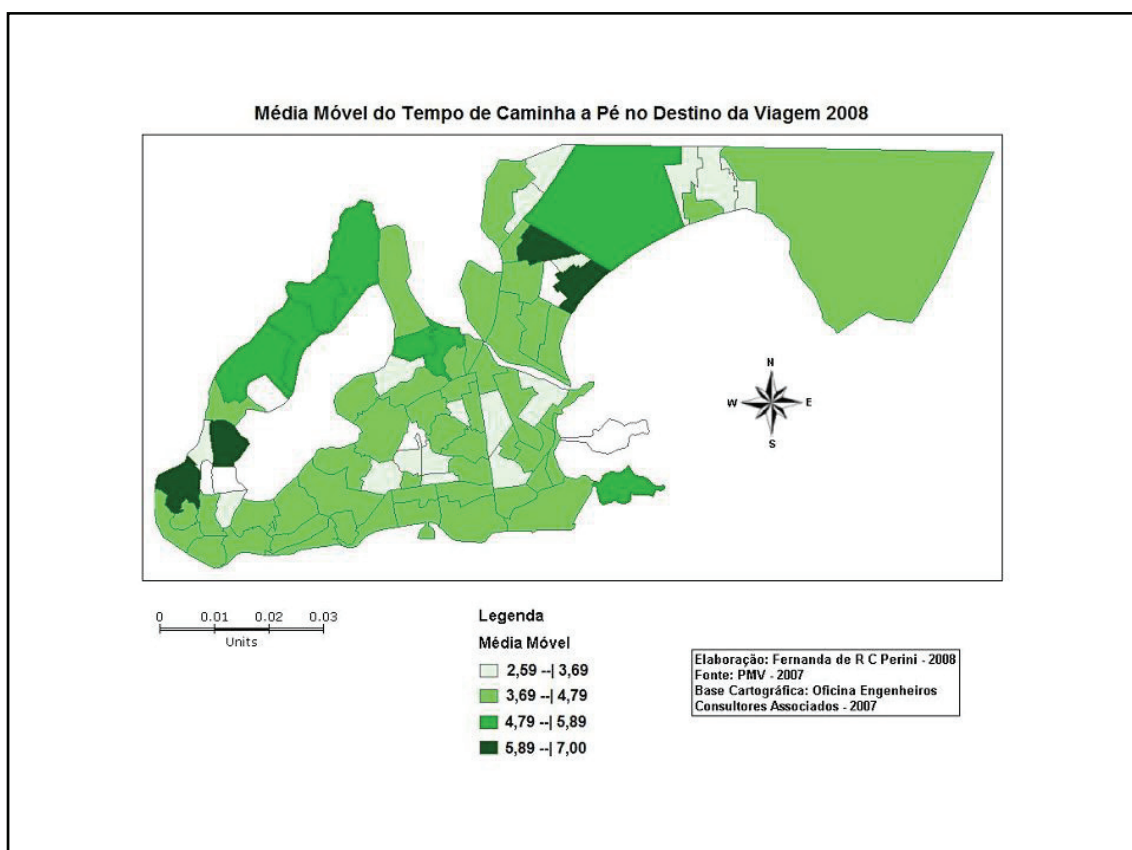 Média Móvel do Tempo de Caminha a Pé no Destino da Viagem 2008
N
W E
S
0 0.01 0.02 0.03
Units
Legenda
Média Móvel
2,59 --| 3,69
3,69 --| 4,79
4,79 --| 5,89
5,89 --| 7,00
Elaboração: Fernanda de R C Perini - 2008
Fonte: PMV - 2007
Base Cartográfica: Oficina Engenheiros
Consultores Associados - 2007